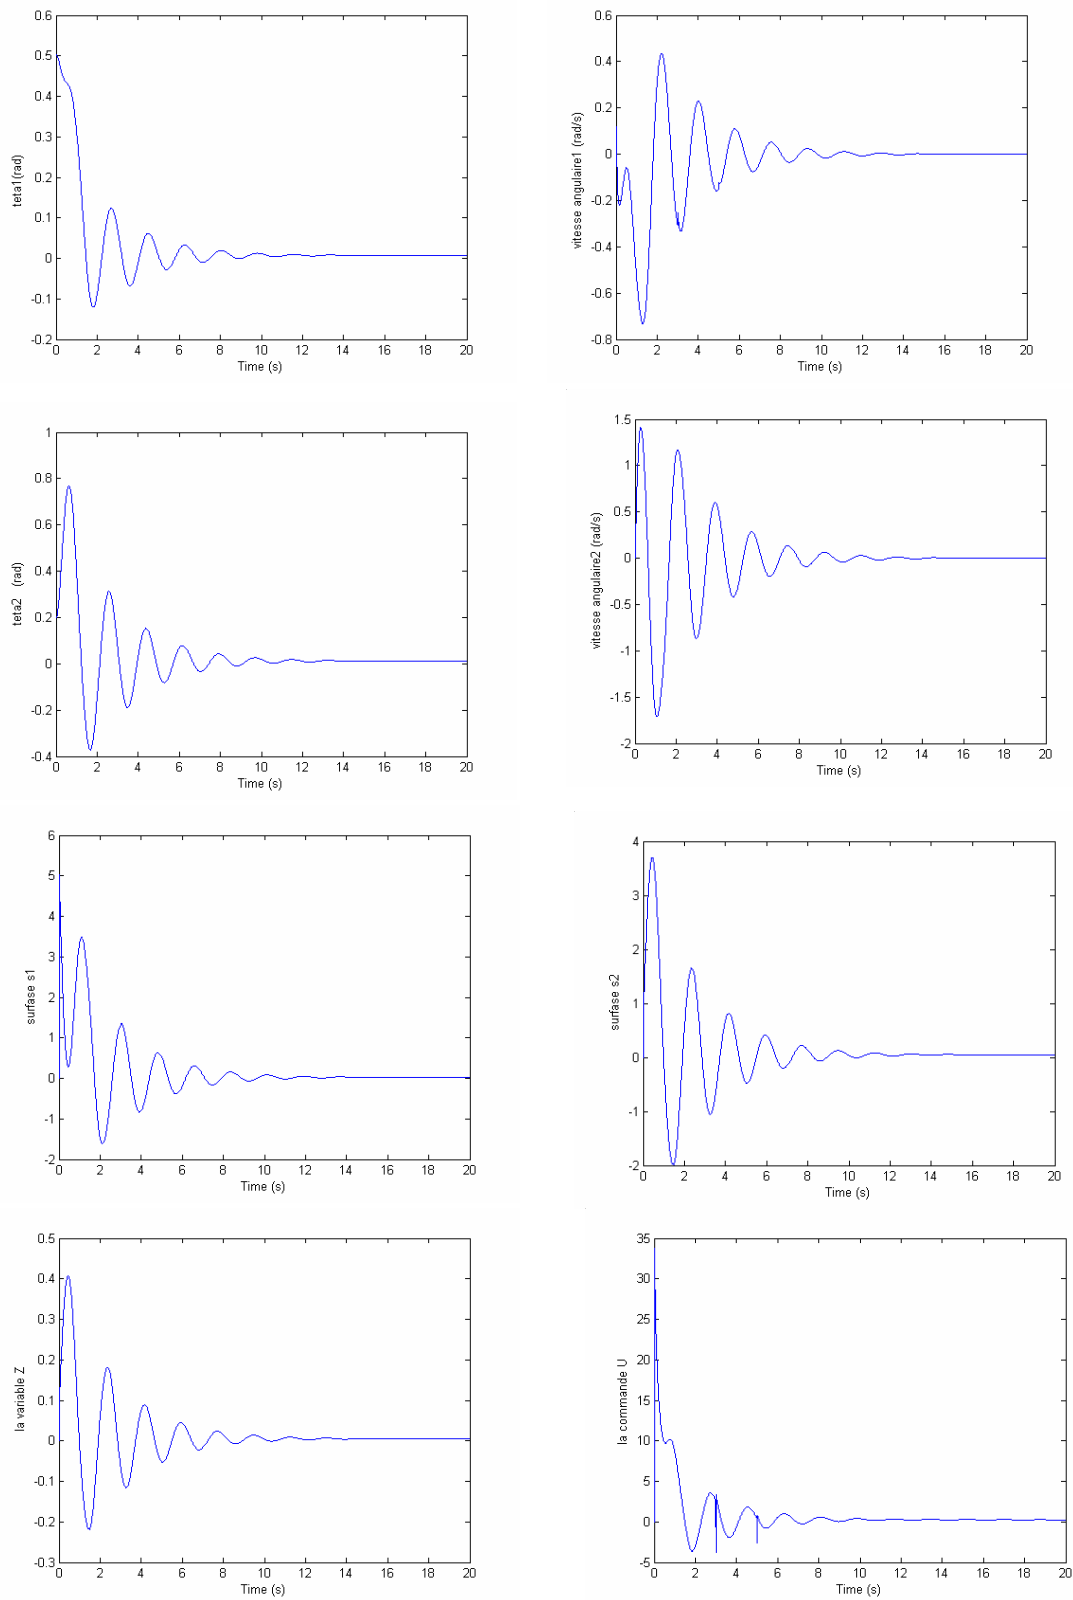 0.6
0.5
0.4
0.3
0.2
0.1
0
-0.1
-0.2
teta1(rad)
0 2 4 6 8 10 12 14 16 18 20
Time (s)
0.6
0.4
0.2
0
-0.2
-0.4
-0.6
-0.8
vitesse angulaire1 (rad/s)
0 2 4 6 8 10 12 14 16 18 20
Time (s)
1
0.8
0.6
0.4
0.2
0
-0.2
-0.4
teta2 (rad)
0 2 4 6 8 10 12 14 16 18 20
Time (s)
1.5
1
0.5
0
-0.5
-1
-1.5
-2
vitesse angulaire2 (rad/s)
0 2 4 6 8 10 12 14 16 18 20
Time (s)
6
5
4
3
2
1
0
-1
-2
surfase s1
0 2 4 6 8 10 12 14 16 18 20
Time (s)
4
3
2
1
0
-1
-2
surfase s2
0 2 4 6 8 10 12 14 16 18 20
Time (s)
0.5
0.4
0.3
0.2
0.1
0
-0.1
-0.2
-0.3
la variable Z
0 2 4 6 8 10 12 14 16 18 20
Time (s)
35
30
25
20
15
10
5
0
-5
la commande U
0 2 4 6 8 10 12 14 16 18 20
Time (s)